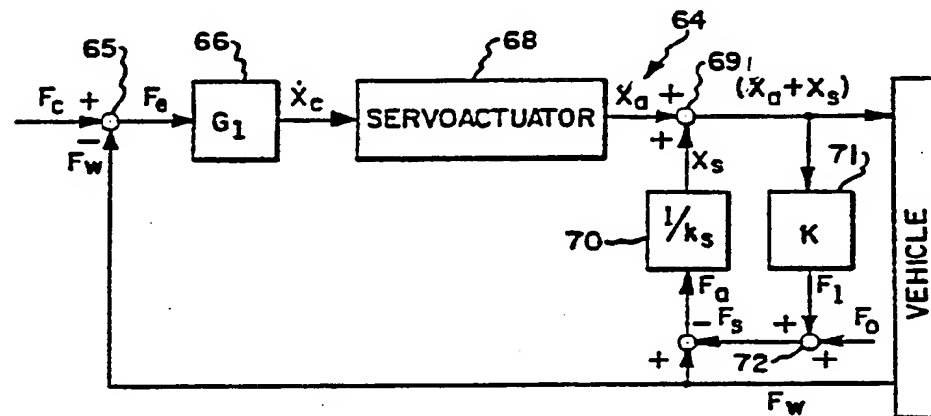 65
66
68
64
69
F_c + F_e
Ẋ_c
X_a +
(X_a + X_s)
G_1
SERVOACTUATOR
−
F_w
+
X_s
71
70
1/k_s
K
VEHICLE
F_a
F_1
− F_s
+
F_o
+
72
+
F_w